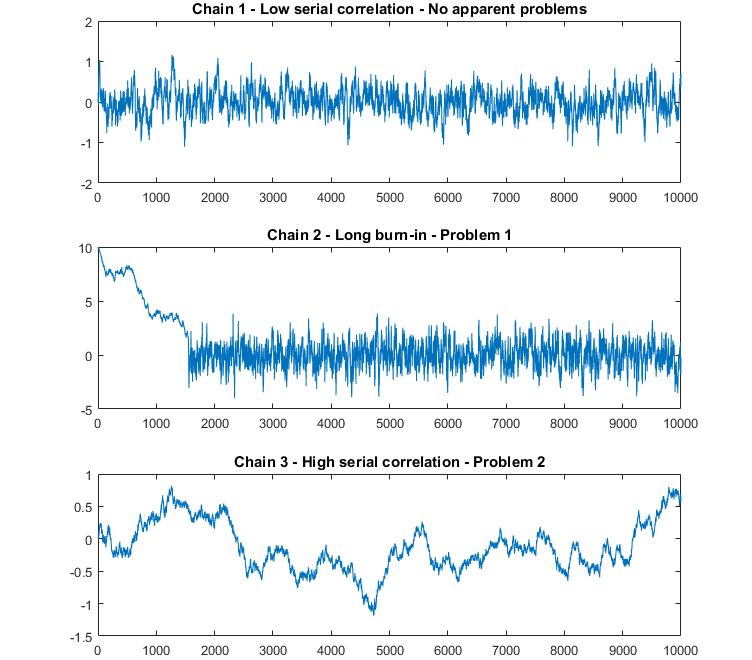 Chain 1 - Low serial correlation - No apparent problems
2
1
0
-1
-2
0 1000 2000 3000 4000 5000 6000 7000 8000 9000 10000
Chain 2 - Long burn-in - Problem 1
10
5
0
-5
0 1000 2000 3000 4000 5000 6000 7000 8000 9000 10000
Chain 3 - High serial correlation - Problem 2
1
0.5
0
-0.5
-1
-1.5
0 1000 2000 3000 4000 5000 6000 7000 8000 9000 10000